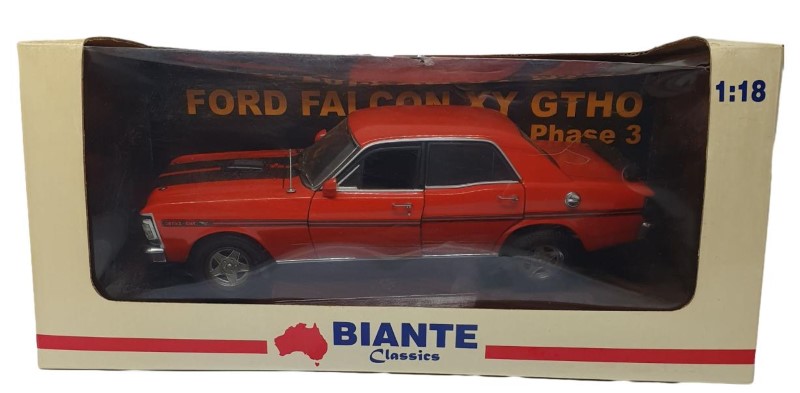 FORD FALCON XY GTHO
Phase 3
1:18
BIANTE
Classics